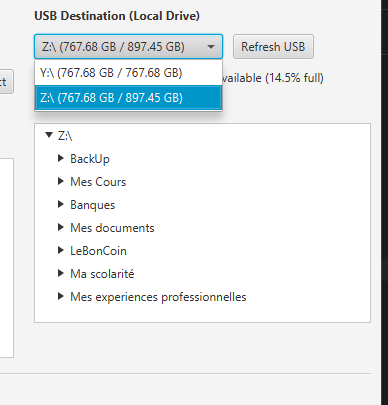 USB Destination (Local Drive)
Z:\ (767.68 GB / 897.45 GB)
Refresh USB
Y:\ (767.68 GB / 767.68 GB)
vailable (14.5% full)
ct
Z:\ (767.68 GB / 897.45 GB)
Z:\
BackUp
Mes Cours
Banques
Mes documents
LeBonCoin
Ma scolarité
Mes experiences professionnelles